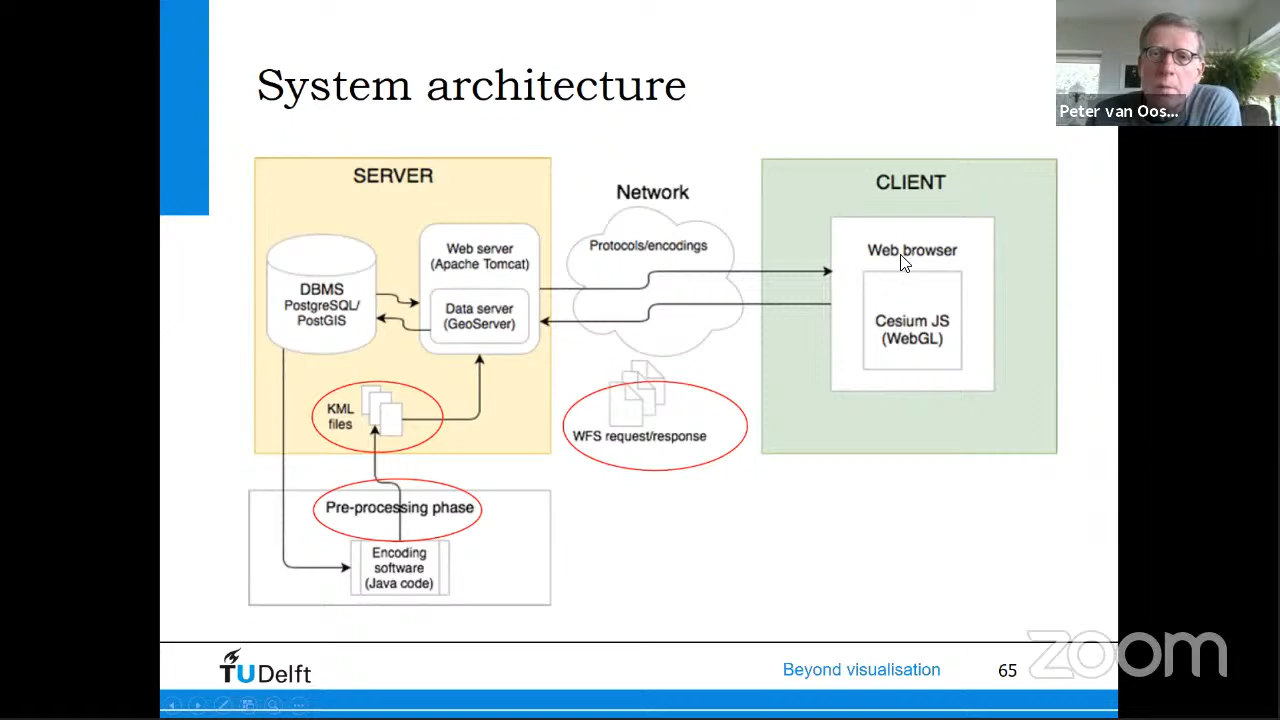 System architecture
Peter van Oos...
SERVER
Network
CLIENT
Web server
(Apache Tomcat)
Protocols/encodings
Web browser
DBMS
PostgreSQL/
PostGIS
Data server
(GeoServer)
Cesium JS
(WebGL)
KML
files
WFS request/response
Pre-processing phase
Encoding
software
(Java code)
TUDelft
Beyond visualisation
65
zoom